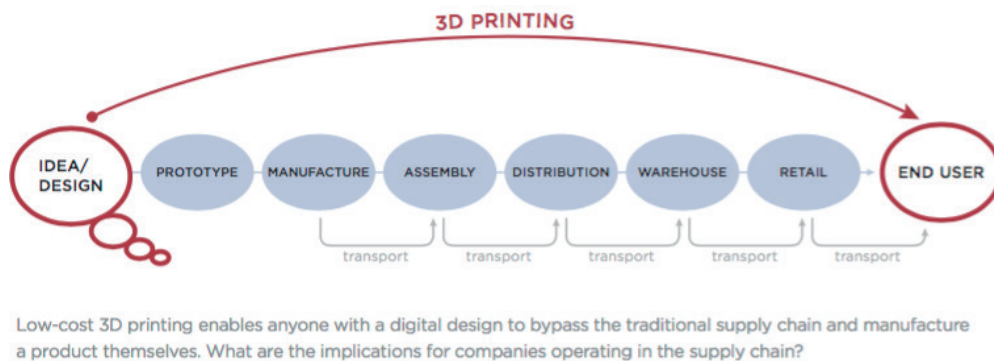 3D PRINTING
IDEA/
DESIGN
PROTOTYPE
MANUFACTURE
ASSEMBLY
DISTRIBUTION
WAREHOUSE
RETAIL
END USER
transport
transport
transport
transport
transport
Low-cost 3D printing enables anyone with a digital design to bypass the traditional supply chain and manufacture
a product themselves. What are the implications for companies operating in the supply chain?